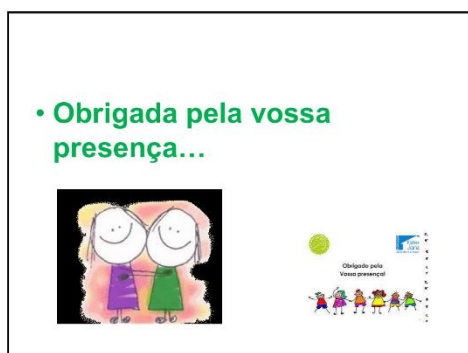 • Obrigada pela vossa
presença...
Obrigado pela
Vossa presença!